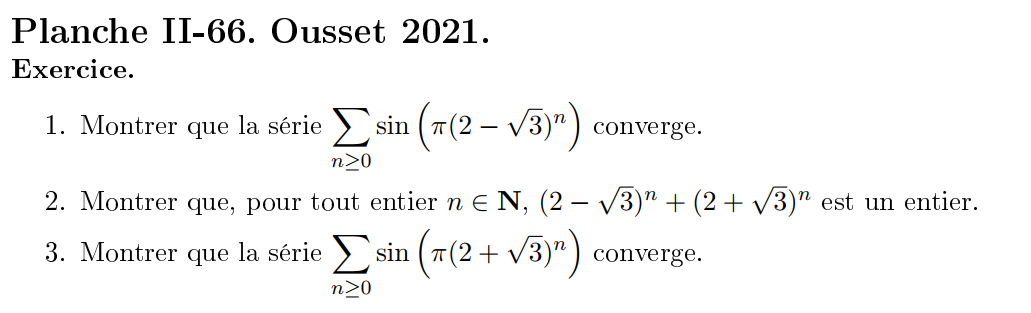 Planche II-66. Ousset 2021.
Exercice.
1. Montrer que la série $\sum_{n \geq 0} \sin\left(\pi(2-\sqrt{3})^n\right)$ converge.
2. Montrer que, pour tout entier $n \in \mathbf{N}$, $(2-\sqrt{3})^n + (2+\sqrt{3})^n$ est un entier.
3. Montrer que la série $\sum_{n \geq 0} \sin\left(\pi(2+\sqrt{3})^n\right)$ converge.